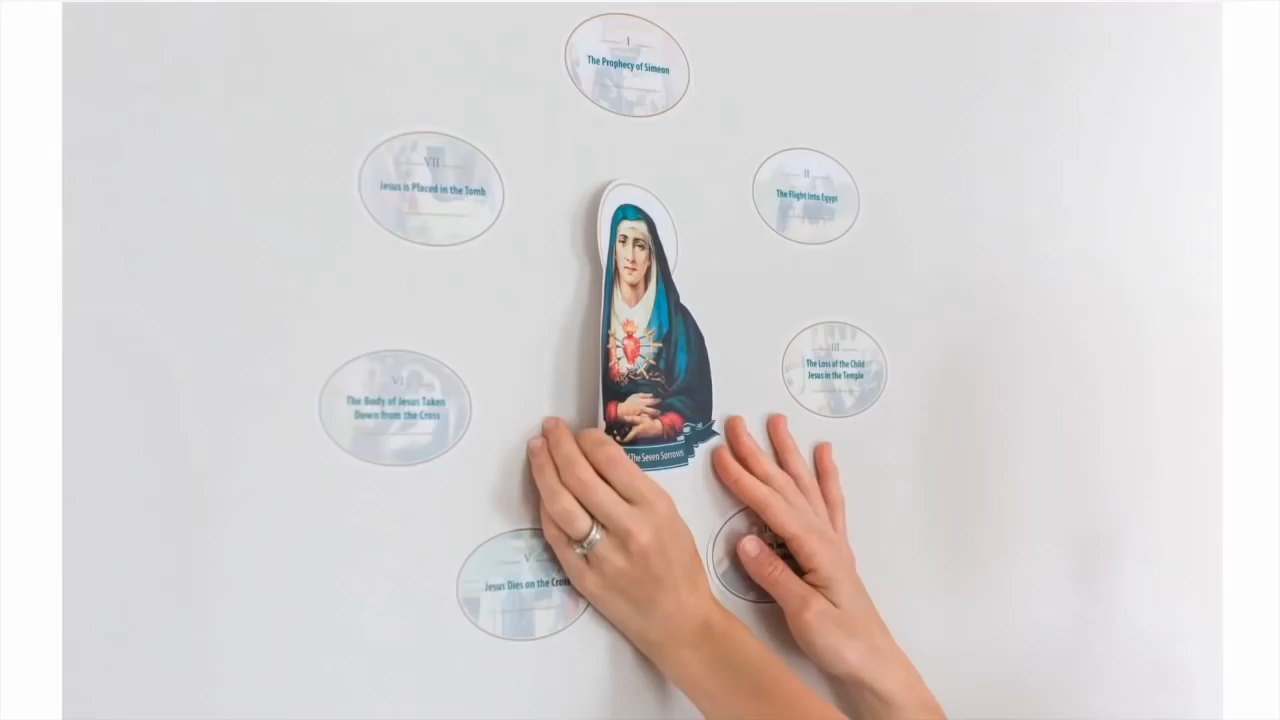 I
The Prophecy of Simeon
II
The Flight Into Egypt
III
The Loss of the Child
Jesus in the Temple
V
Jesus Dies on the Cross
VI
The Body of Jesus Taken
Down from the Cross
VII
Jesus is Placed in the Tomb
The Seven Sorrows